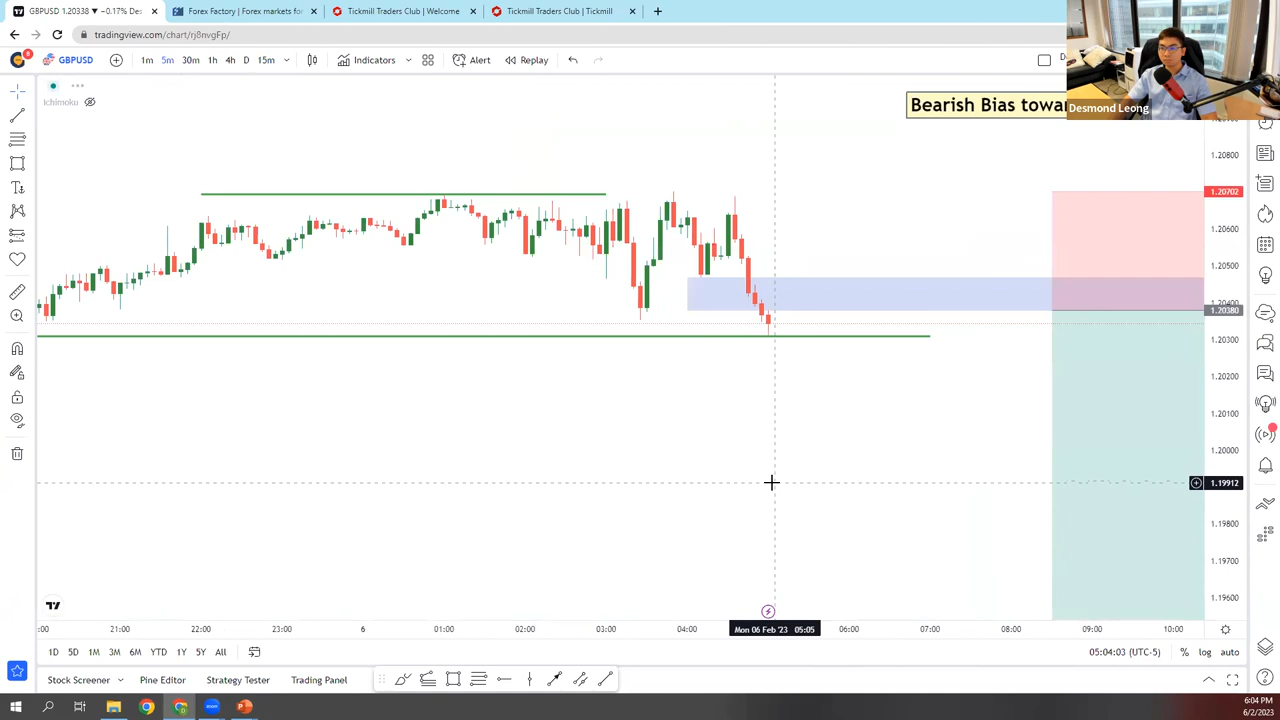 GBPUSD 1.20338 ▼ −0.17% Des
Forex Factory | Forex markets fo
Tickmill Traders Club | Welcome
Tickmill Traders Club | Tickmill
tradingview.com/chart/rj8nvgFp/
8
GBPUSD
1m 5m 30m 1h 4h D 15m
Indicators
Alert
Replay
Ichimoku
Bearish Bias towar
Desmond Leong
1.20800
1.20702
1.20600
1.20500
1.20400
1.20380
1.20300
1.20200
1.20100
1.20000
1.19912
1.19800
1.19700
1.19600
:00 21:00 22:00 23:00 6 01:00 02:00 03:00 04:00 Mon 06 Feb '23 05:05 06:00 07:00 08:00 09:00 10:00
1D 5D 1M 3M 6M YTD 1Y 5Y All
05:04:03 (UTC-5) % log auto
Stock Screener Pine Editor Strategy Tester Trading Panel
6:04 PM
6/2/2023